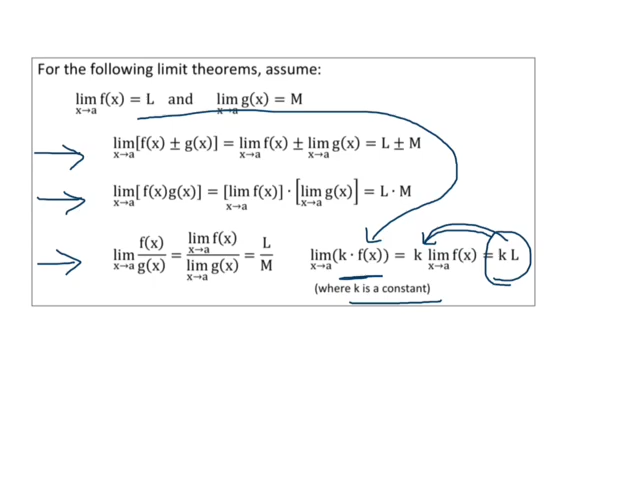 For the following limit theorems, assume:
lim f(x) = L and lim g(x) = M
x→a x→a
lim[f(x) ± g(x)] = lim f(x) ± lim g(x) = L ± M
x→a x→a x→a
lim[ f(x)g(x)] = [lim f(x)] · [lim g(x)] = L · M
x→a x→a x→a
lim f(x)/g(x) = lim f(x)/lim g(x) = L/M lim(k · f(x)) = k lim f(x) = k L
x→a x→a x→a x→a x→a
(where k is a constant)